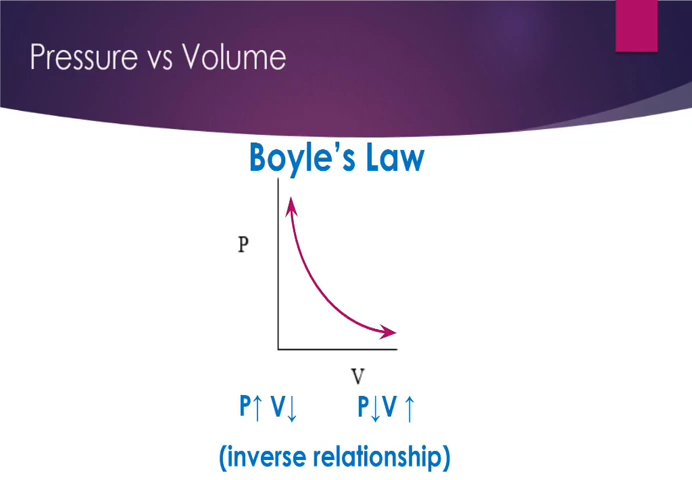 Pressure vs Volume
Boyle's Law
P
V
P↑ V↓ P↓V ↑
(inverse relationship)